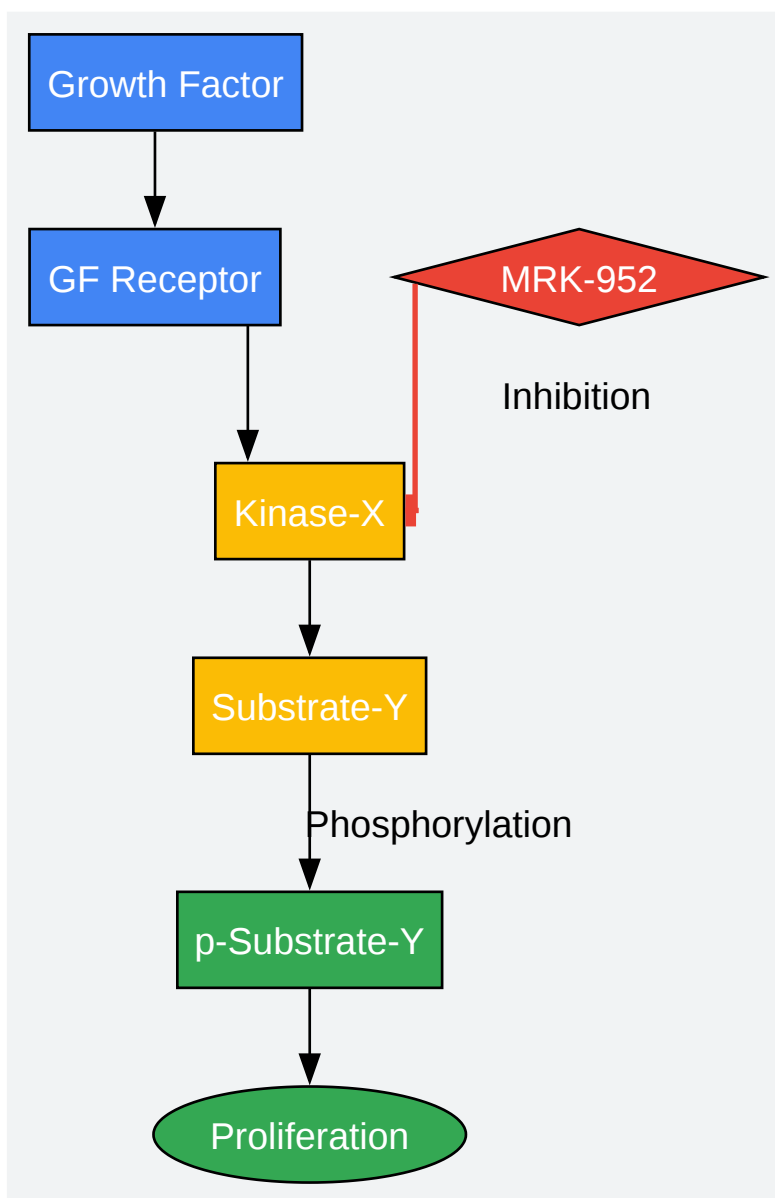 Growth Factor
GF Receptor
MRK-952
Inhibition
Kinase-X
Substrate-Y
Phosphorylation
p-Substrate-Y
Proliferation